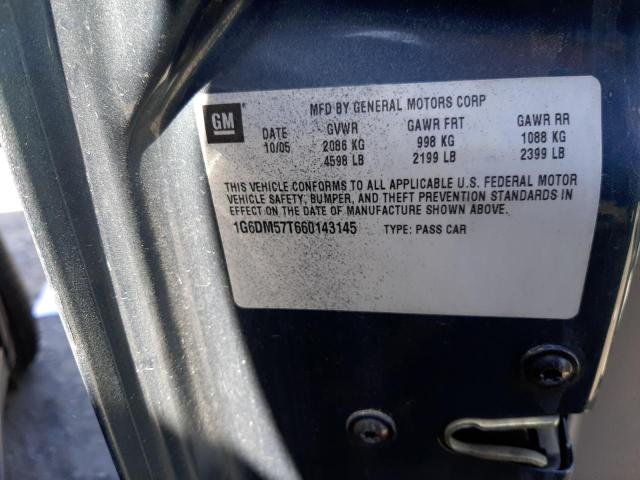 GM
MFD BY GENERAL MOTORS CORP
DATE GVWR GAWR FRT GAWR RR
10/05 2086 KG 998 KG 1088 KG
4598 LB 2199 LB 2399 LB
THIS VEHICLE CONFORMS TO ALL APPLICABLE U.S. FEDERAL MOTOR
VEHICLE SAFETY, BUMPER, AND THEFT PREVENTION STANDARDS IN
EFFECT ON THE DATE OF MANUFACTURE SHOWN ABOVE.
1G6DM57T660143145 TYPE: PASS CAR